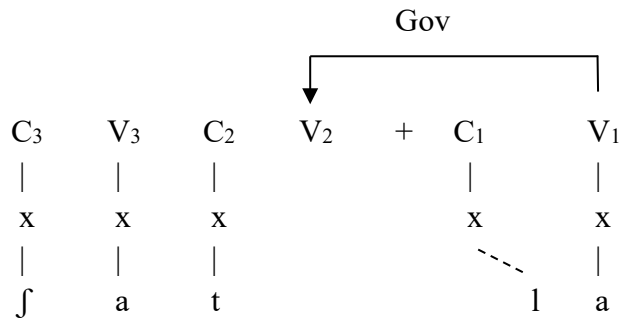 Gov
C₃ V₃ C₂ V₂ + C₁ V₁
x x x x x
ʃ a t l a